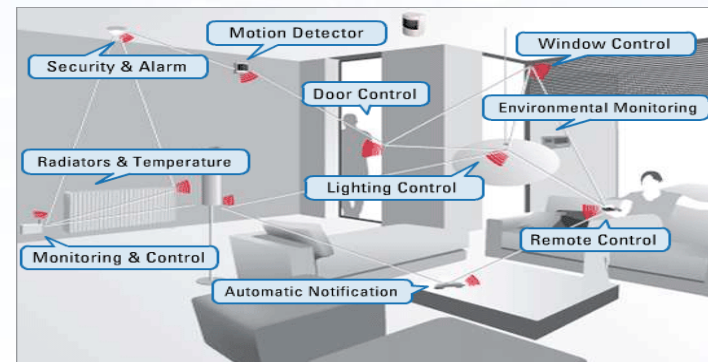 Motion Detector
Window Control
Security & Alarm
Door Control
Environmental Monitoring
Radiators & Temperature
Lighting Control
Remote Control
Monitoring & Control
Automatic Notification